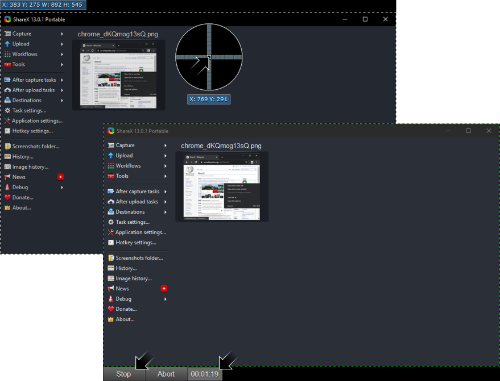 X: 383 Y: 275 W: 892 H: 545
ShareX 13.0.1 Portable
Capture
Upload
Workflows
Tools
After capture tasks
After upload tasks
Destinations
Task settings...
Application settings...
Hotkey settings...
Screenshots folder...
History...
Image history...
News
Debug
Donate...
About...
chrome_dKQmog13sQ.png
X: 769 Y: 291
ShareX 13.0.1 Portable
Capture
Upload
Workflows
Tools
After capture tasks
After upload tasks
Destinations
Task settings...
Application settings...
Hotkey settings...
Screenshots folder...
History...
Image history...
News
Debug
Donate...
About...
chrome_dKQmog13sQ.png
Stop Abort 00:01:19